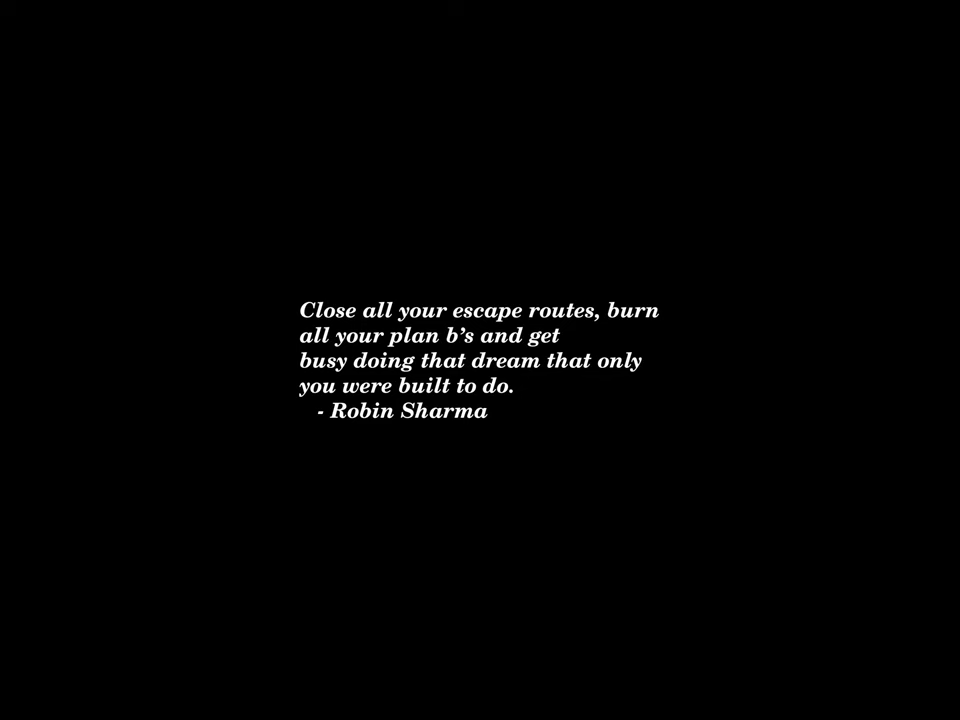 Close all your escape routes, burn
all your plan b’s and get
busy doing that dream that only
you were built to do.
- Robin Sharma